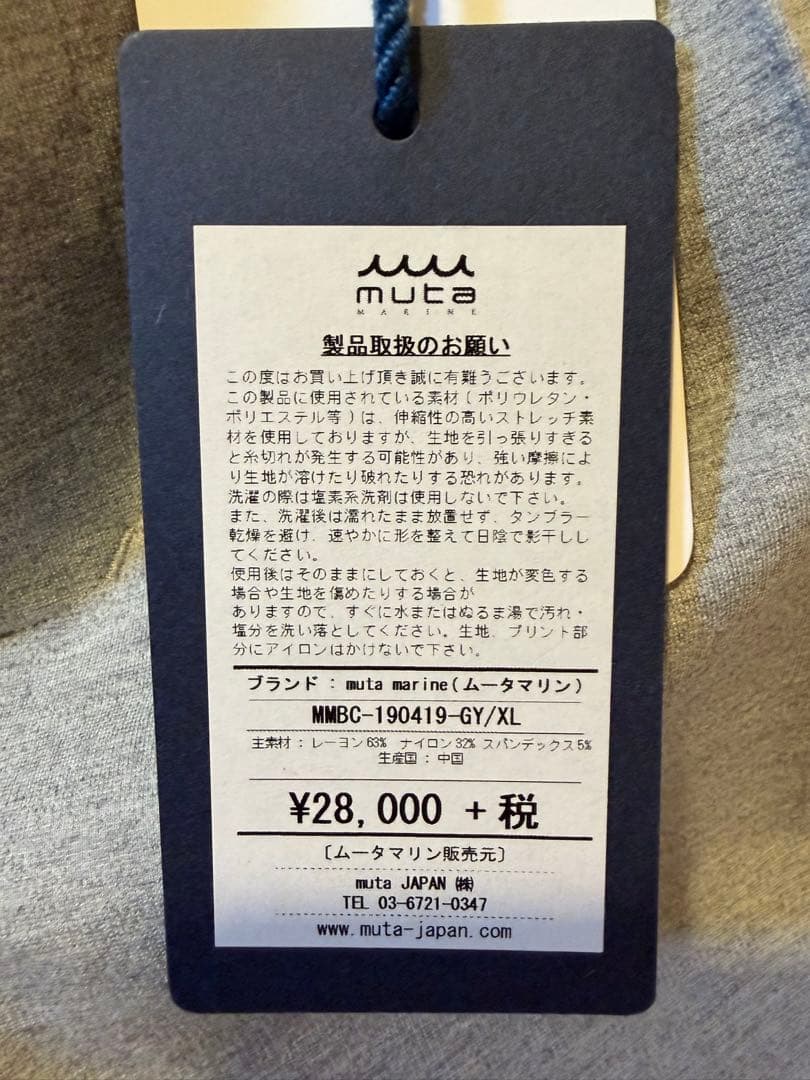 muta
MARINE
製品取扱のお願い
この度はお買い上げ頂き誠に有難うございます。
この製品に使用されている素材(ポリウレタン・
ポリエステル等)は、伸縮性の高いストレッチ素
材を使用しておりますが、生地を引っ張りすぎる
と糸切れが発生する可能性があり、強い摩擦によ
り生地が溶けたり破れたりする恐れがあります。
洗濯の際は塩素系洗剤は使用しないで下さい。
また、洗濯後は濡れたまま放置せず、タンブラー
乾燥を避け、速やかに形を整えて日陰で影干しし
てください。
使用後はそのままにしておくと、生地が変色する
場合や生地を傷めたりする場合が
ありますので、すぐに水またはぬるま湯で汚れ・
塩分を洗い落としてください。生地、プリント部
分にアイロンはかけないで下さい。
ブランド : muta marine(ムータマリン)
MMBC-190419-GY/XL
主素材 : レーヨン63% ナイロン32% スパンデックス5%
生産国 : 中国
¥28,000 +税
〔ムータマリン販売元〕
muta JAPAN ㈱
TEL 03-6721-0347
www.muta-japan.com